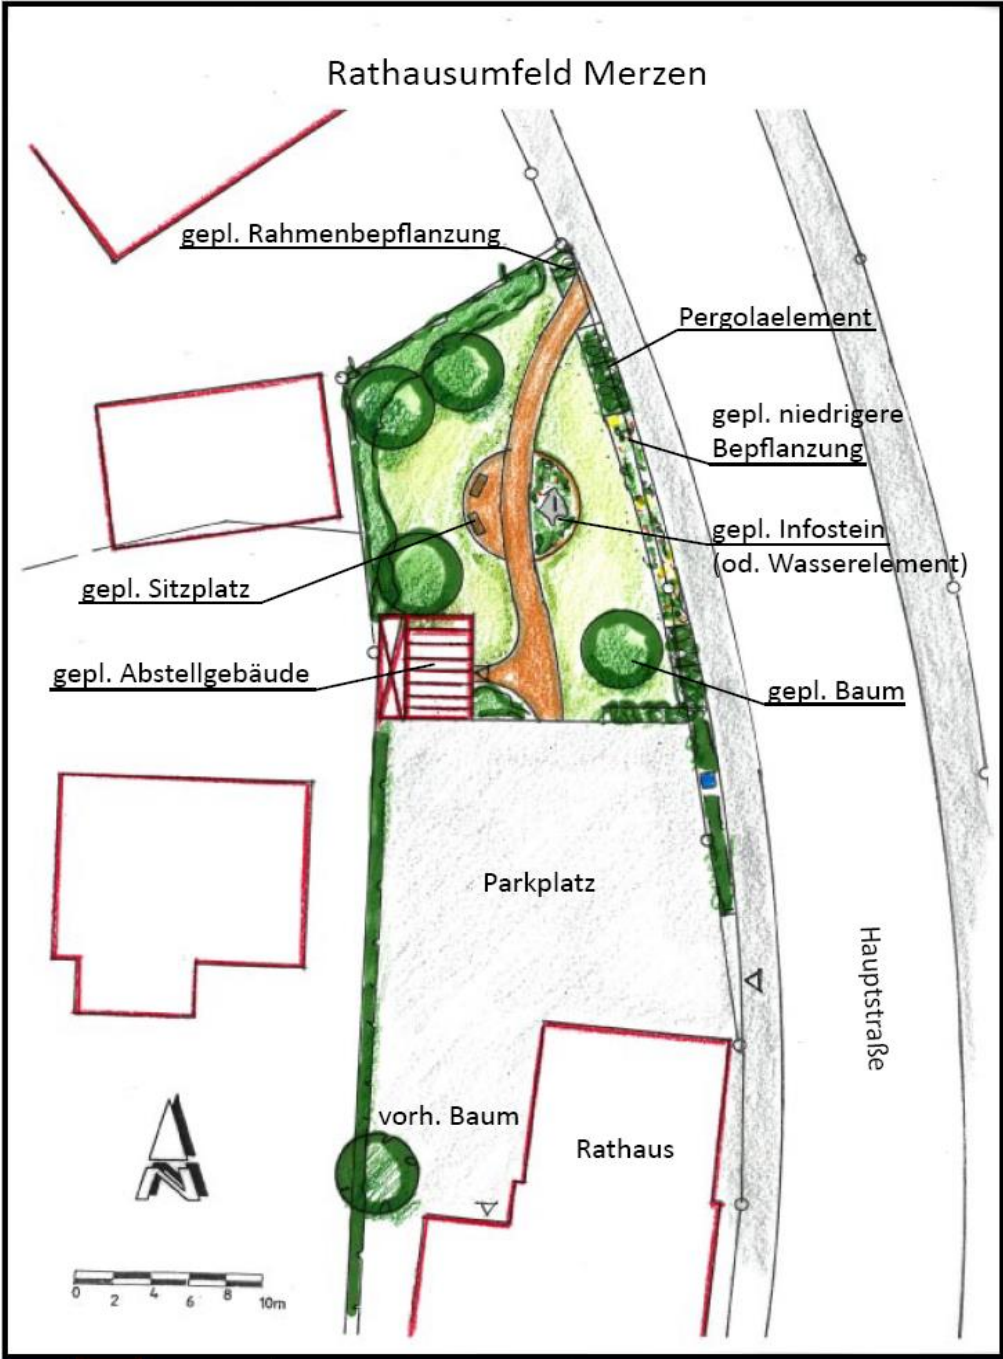 Rathausumfeld Merzen
gepl. Rahmenbepflanzung
Pergolaelement
gepl. niedrigere
Bepflanzung
gepl. Infostein
(od. Wasserelement)
gepl. Sitzplatz
gepl. Abstellgebäude
gepl. Baum
Parkplatz
Hauptstraße
vorh. Baum
Rathaus
N
0 2 4 6 8 10m